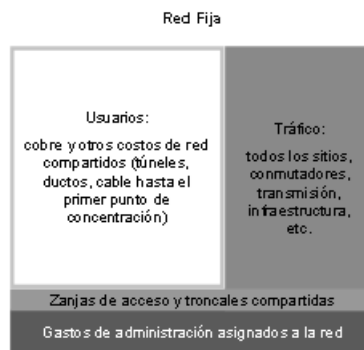 Red Fija
Usuarios:
cobre y otros costos de red
compartidos (túneles,
ductos, cable hasta el
primer punto de
concentración)
Tráfico:
todos los sitios,
conmutadores,
transmisión,
infraestructura,
etc.
Zanjas de acceso y troncales compartidas
Gastos de administración asignados a la red